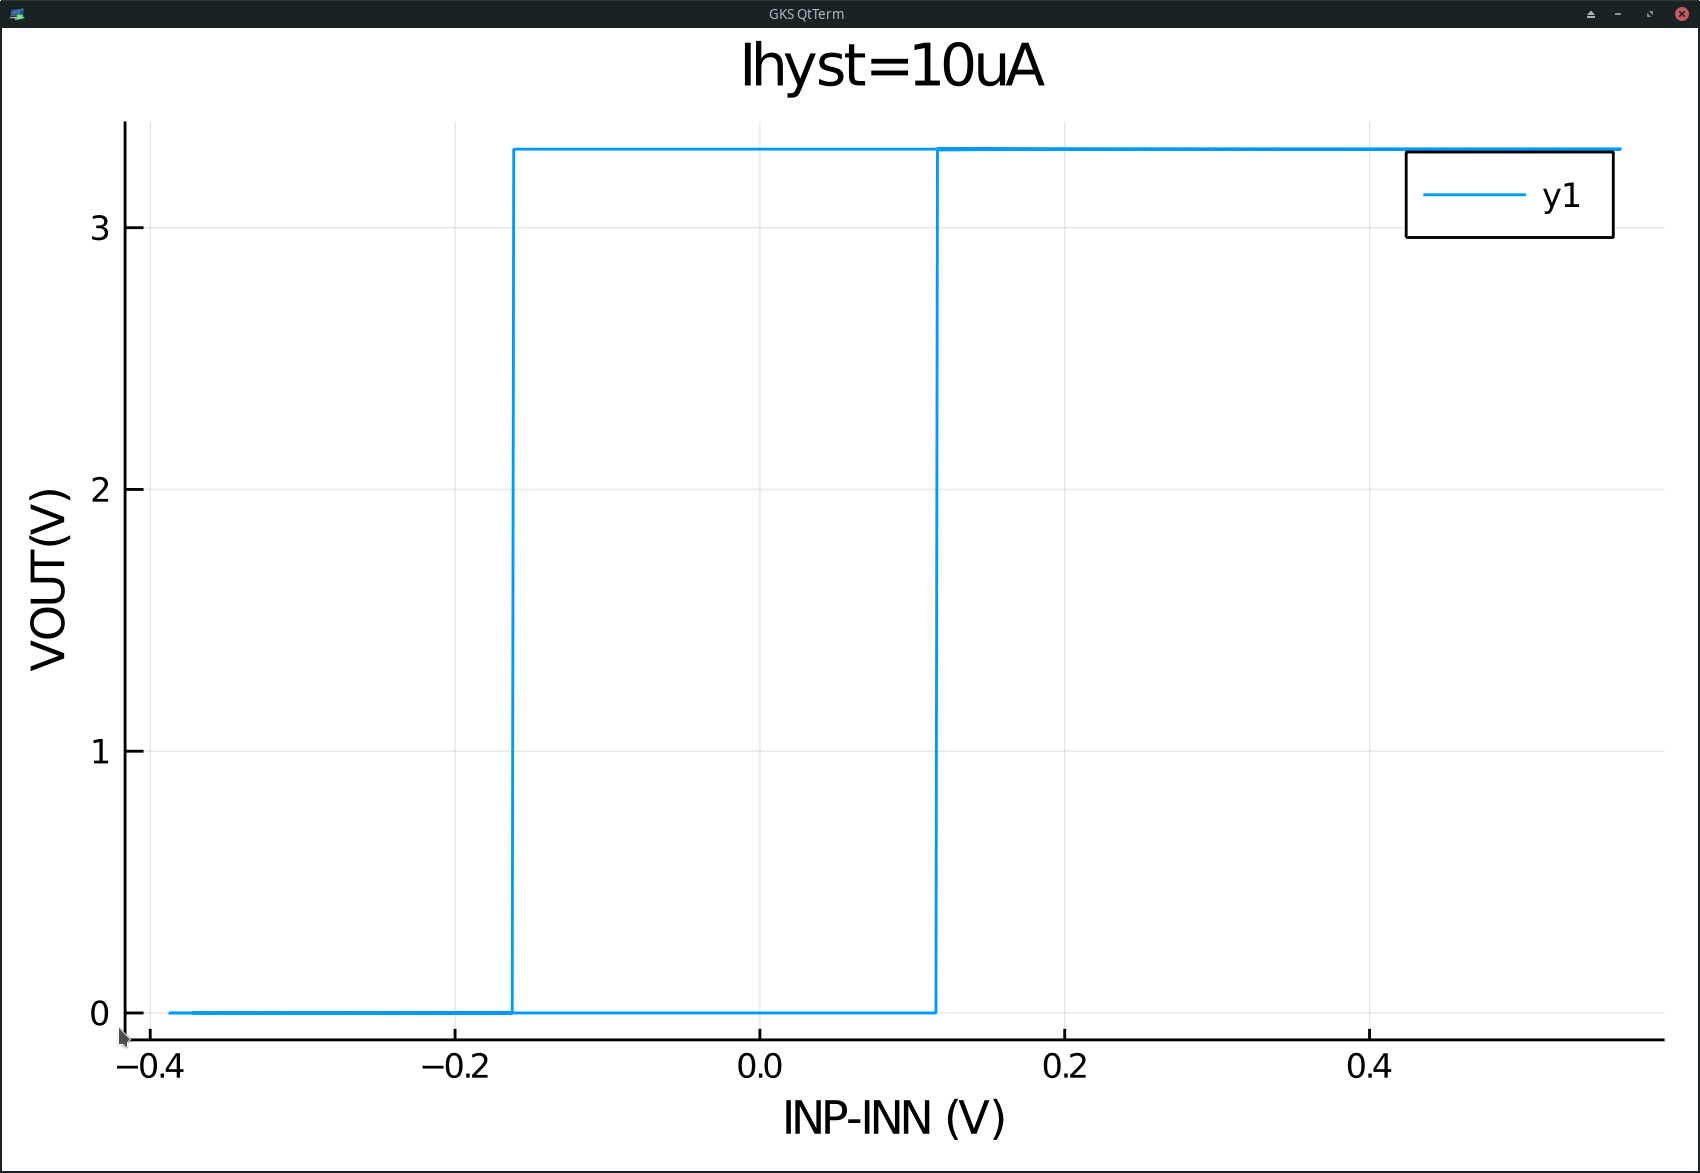 GKS QtTerm
Ihyst=10uA
y1
3
2
1
0
VOUT(V)
−0.4 −0.2 0.0 0.2 0.4
INP-INN (V)